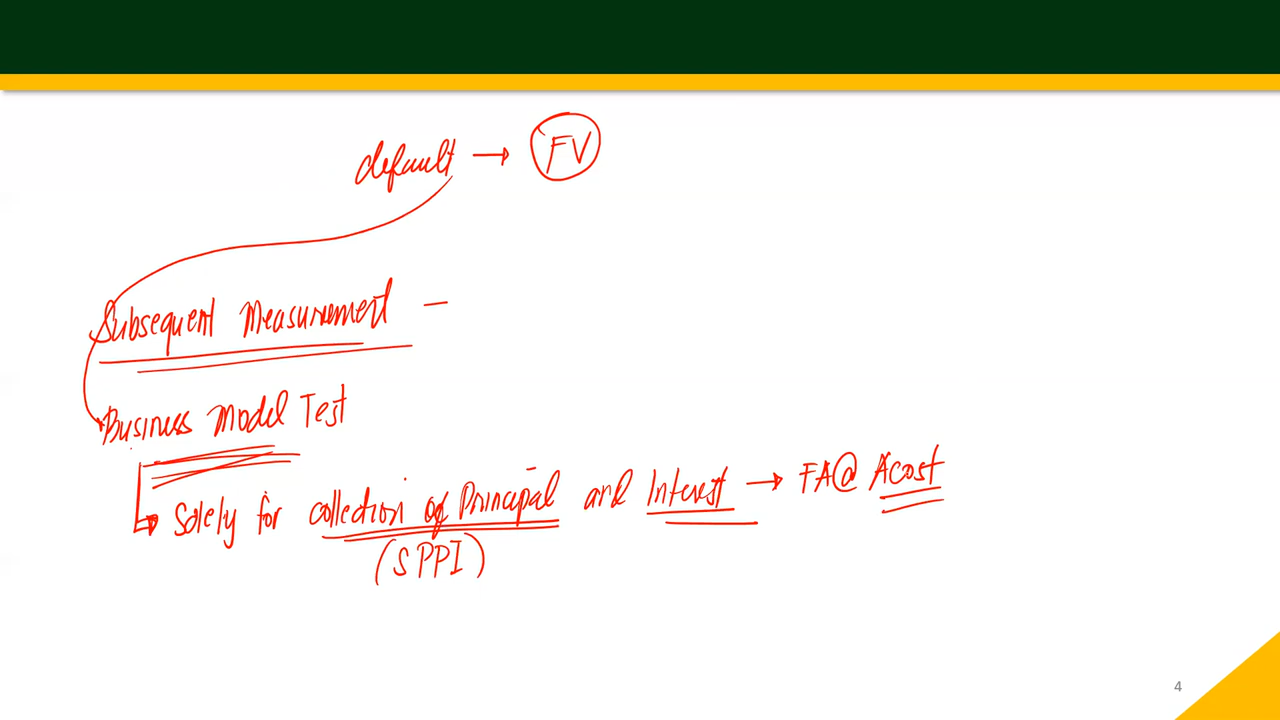 default → FV
Subsequent Measurement –
Business Model Test
Solely for collection of Principal and Interest → FA@ Acost
(SPPI)
4